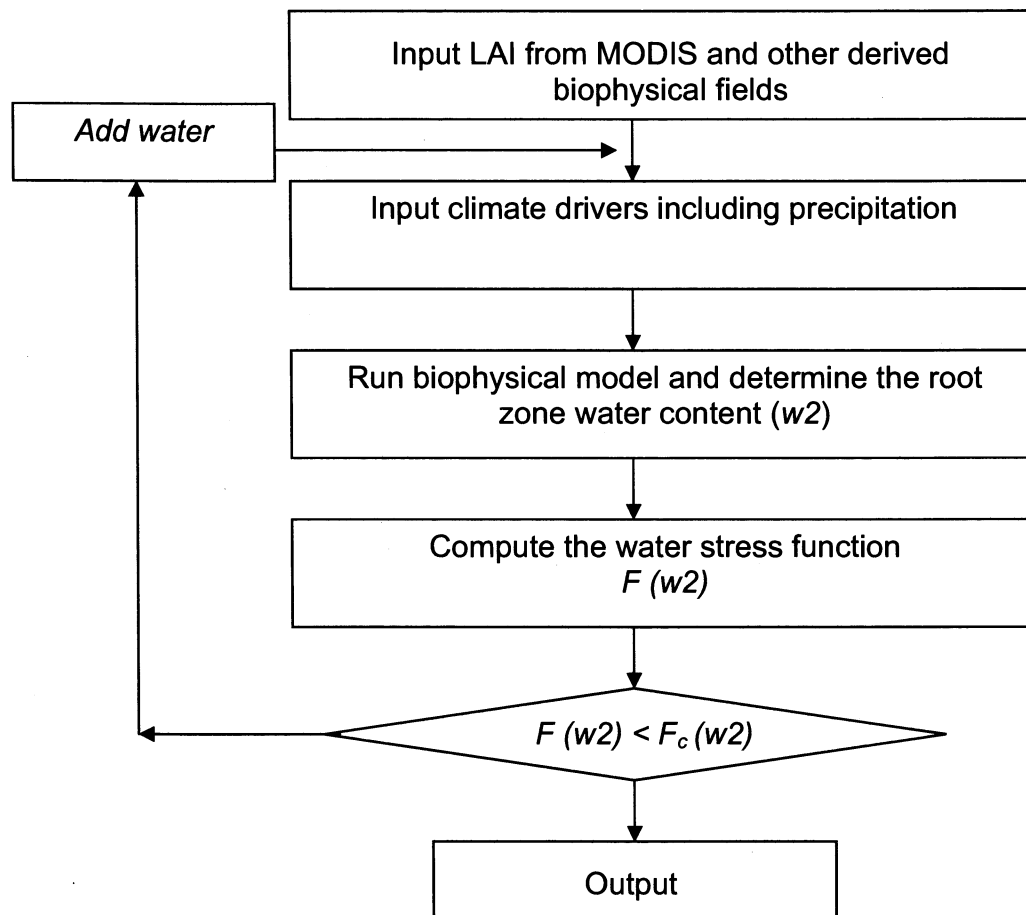 Input LAI from MODIS and other derived
biophysical fields
Add water
Input climate drivers including precipitation
Run biophysical model and determine the root
zone water content (w2)
Compute the water stress function
F (w2)
F (w2) < Fc (w2)
Output